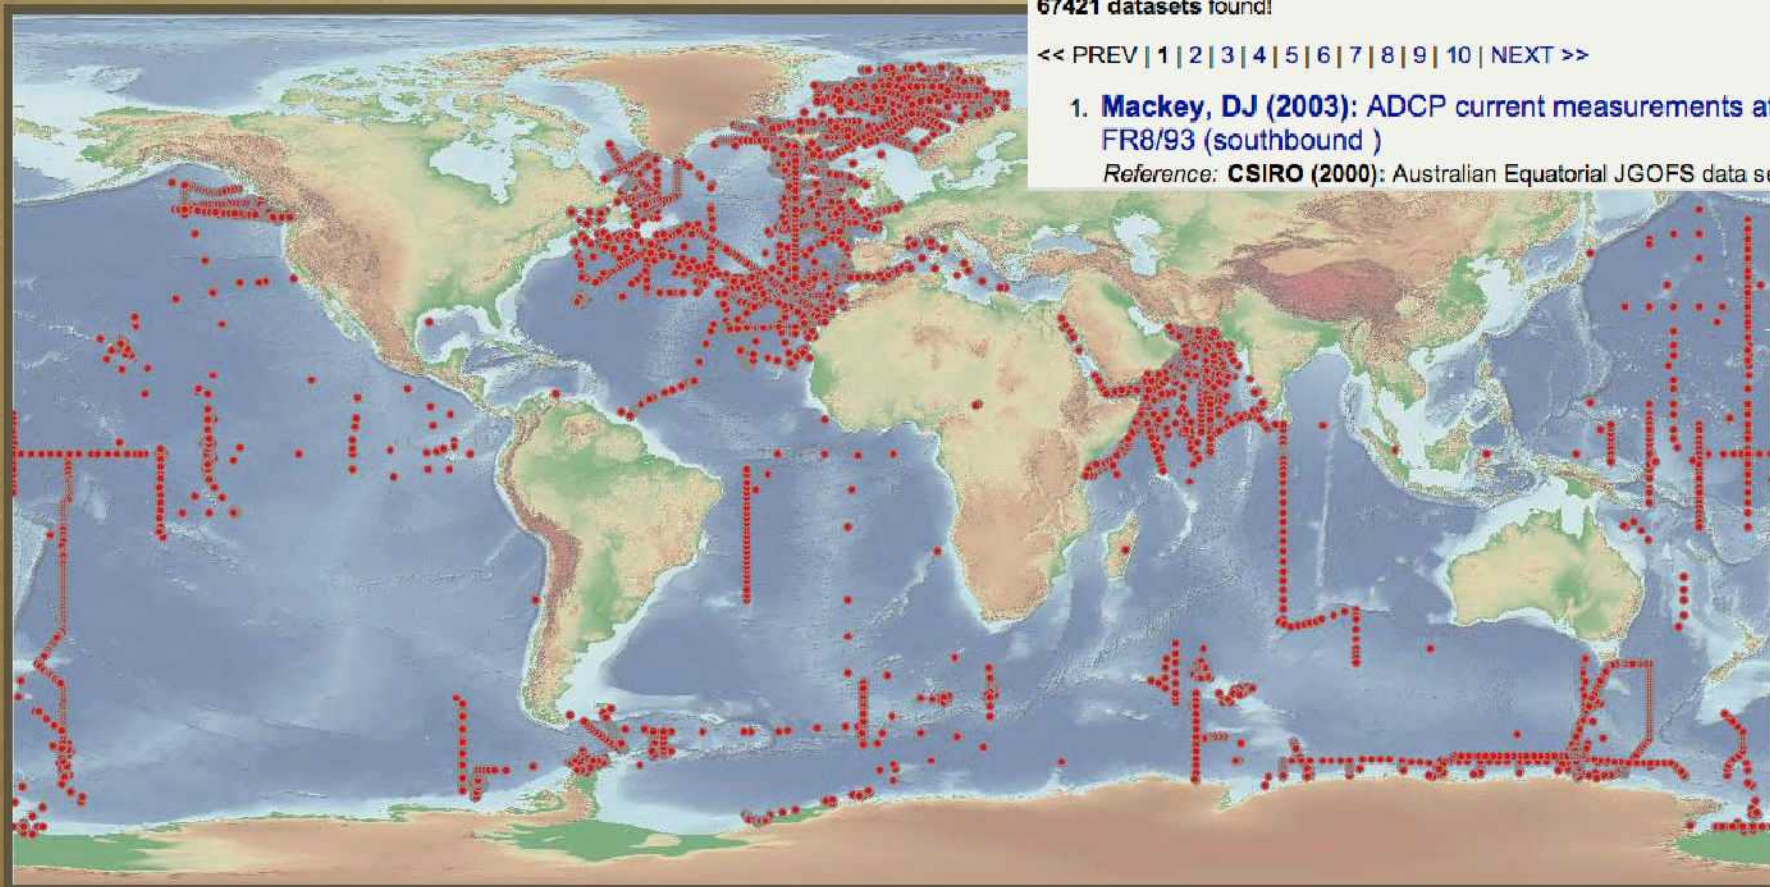 67421 datasets found!
<< PREV | 1 | 2 | 3 | 4 | 5 | 6 | 7 | 8 | 9 | 10 | NEXT >>
1. Mackey, DJ (2003): ADCP current measurements at
FR8/93 (southbound )
Reference: CSIRO (2000): Australian Equatorial JGOFS data se